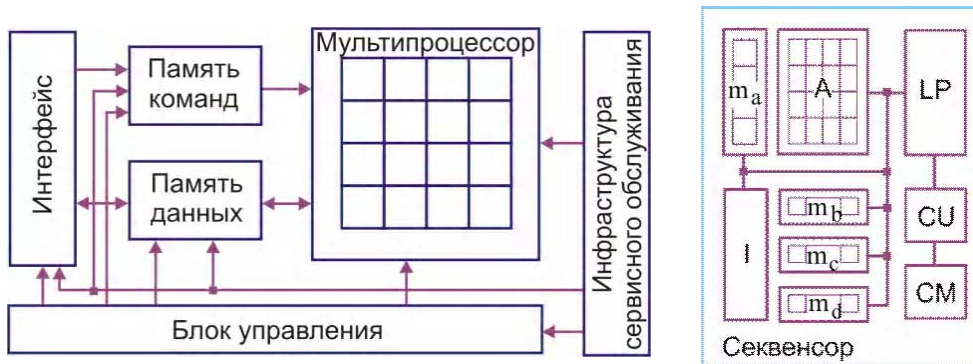 Интерфейс
Память
команд
Память
данных
Мультипроцессор
Инфраструктура
сервисного обслуживания
Блок управления
ma
A
LP
I
mb
mc
md
CU
CM
Секвенсор